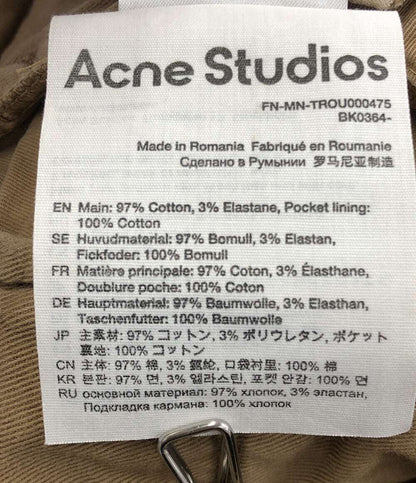 Acne Studios
FN-MN-TROU000475
BK0364-
Made in Romania Fabriqué en Roumanie
Сделано в Румынии 罗马尼亚制造
EN Main: 97% Cotton, 3% Elastane, Pocket lining:
100% Cotton
SE Huvudmaterial: 97% Bomull, 3% Elastan,
Fickfoder: 100% Bomull
FR Matière principale: 97% Coton, 3% Élasthane,
Doublure poche: 100% Coton
DE Hauptmaterial: 97% Baumwolle, 3% Elasthan,
Taschenfutter: 100% Baumwolle
JP 主素材: 97% コットン, 3% ポリウレタン, ポケット
裏地: 100% コットン
CN 主体: 97% 棉, 3% 氨纶, 口袋衬里: 100% 棉
KR 본판: 97% 면, 3% 엘라스틴, 포켓 안감: 100% 면
RU основной материал: 97% хлопок, 3% эластан,
Подкладка кармана: 100% хлопок